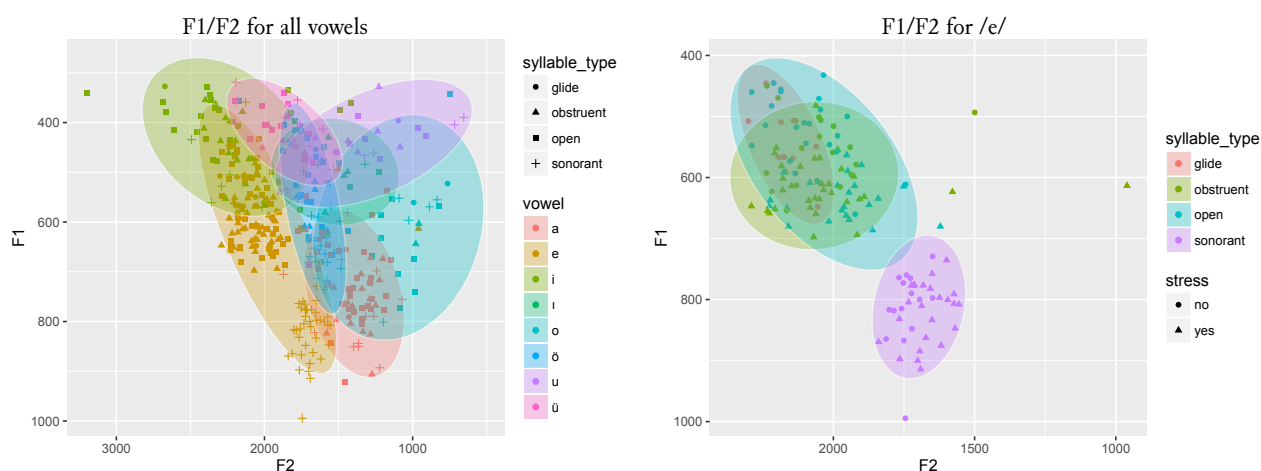 F1/F2 for all vowels
F1
400
600
800
1000
3000
2000
1000
F2
syllable_type
glide
obstruent
open
sonorant
vowel
a
e
i
ı
o
ö
u
ü
F1/F2 for /e/
F1
400
600
800
1000
2000
1500
1000
F2
syllable_type
glide
obstruent
open
sonorant
stress
no
yes